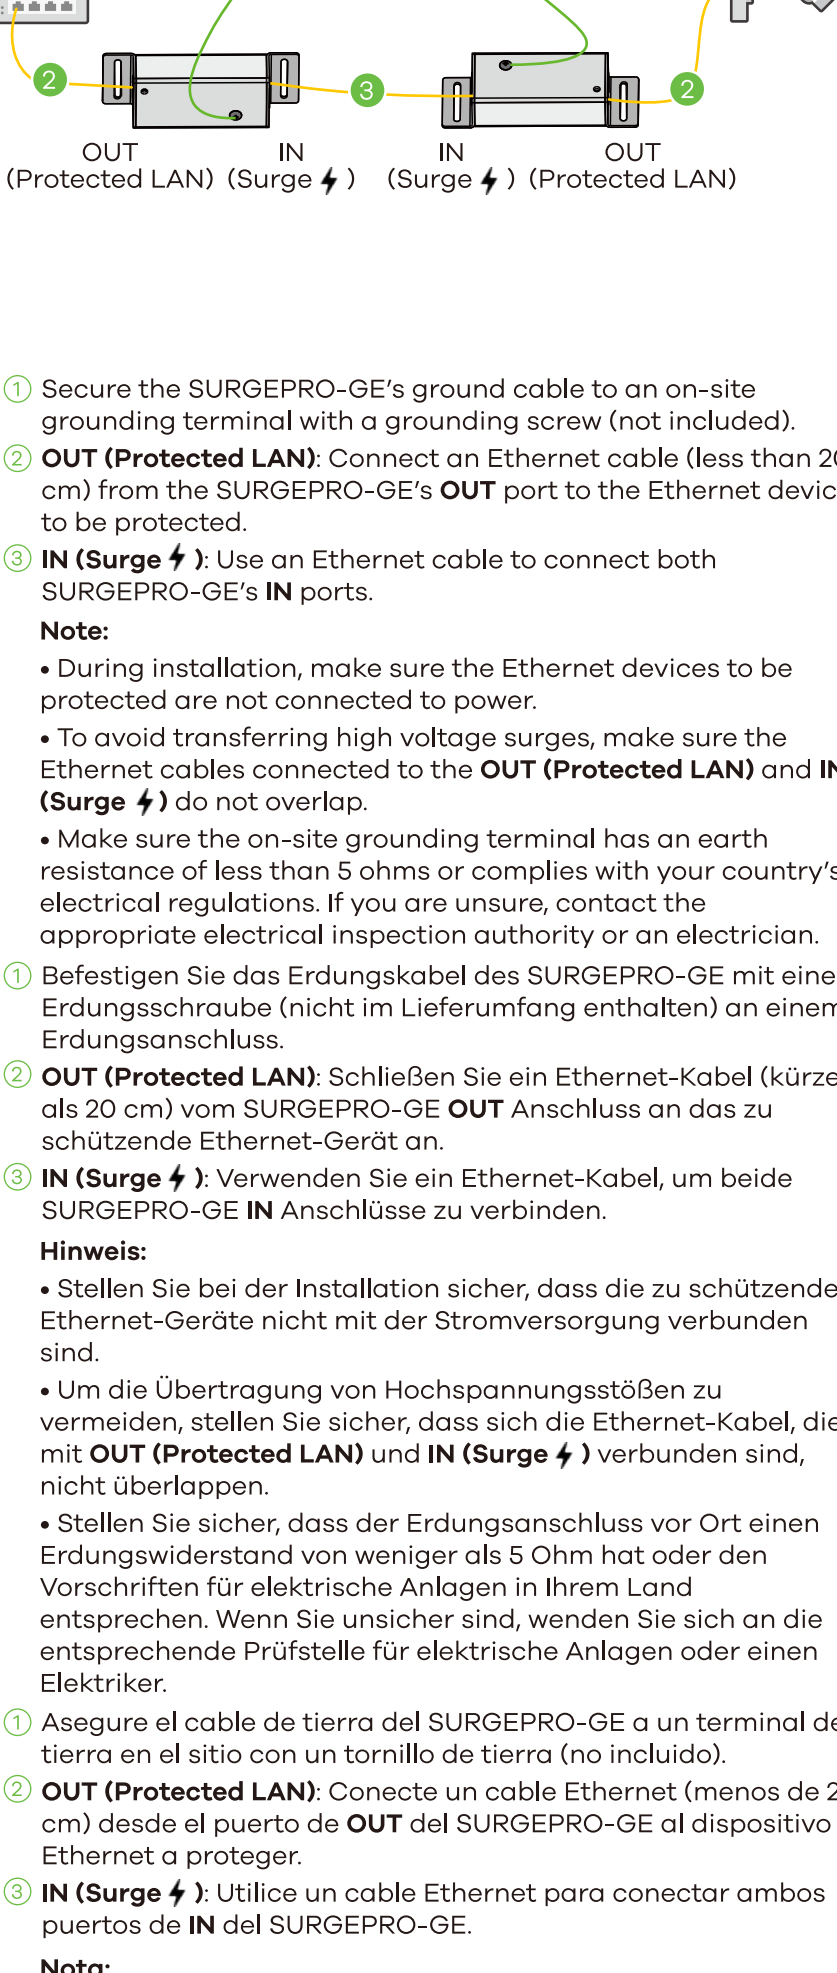 2 3 2
OUT IN IN OUT
(Protected LAN) (Surge ⚡ ) (Surge ⚡ ) (Protected LAN)
① Secure the SURGEPRO-GE's ground cable to an on-site
grounding terminal with a grounding screw (not included).
② OUT (Protected LAN): Connect an Ethernet cable (less than 20
cm) from the SURGEPRO-GE's OUT port to the Ethernet devic
to be protected.
③ IN (Surge ⚡ ): Use an Ethernet cable to connect both
SURGEPRO-GE's IN ports.
Note:
• During installation, make sure the Ethernet devices to be
protected are not connected to power.
• To avoid transferring high voltage surges, make sure the
Ethernet cables connected to the OUT (Protected LAN) and IN
(Surge ⚡ ) do not overlap.
• Make sure the on-site grounding terminal has an earth
resistance of less than 5 ohms or complies with your country's
electrical regulations. If you are unsure, contact the
appropriate electrical inspection authority or an electrician.
① Befestigen Sie das Erdungskabel des SURGEPRO-GE mit eine
Erdungsschraube (nicht im Lieferumfang enthalten) an einem
Erdungsanschluss.
② OUT (Protected LAN): Schließen Sie ein Ethernet-Kabel (kürze
als 20 cm) vom SURGEPRO-GE OUT Anschluss an das zu
schützende Ethernet-Gerät an.
③ IN (Surge ⚡ ): Verwenden Sie ein Ethernet-Kabel, um beide
SURGEPRO-GE IN Anschlüsse zu verbinden.
Hinweis:
• Stellen Sie bei der Installation sicher, dass die zu schützende
Ethernet-Geräte nicht mit der Stromversorgung verbunden
sind.
• Um die Übertragung von Hochspannungsstößen zu
vermeiden, stellen Sie sicher, dass sich die Ethernet-Kabel, die
mit OUT (Protected LAN) und IN (Surge ⚡ ) verbunden sind,
nicht überlappen.
• Stellen Sie sicher, dass der Erdungsanschluss vor Ort einen
Erdungswiderstand von weniger als 5 Ohm hat oder den
Vorschriften für elektrische Anlagen in Ihrem Land
entsprechen. Wenn Sie unsicher sind, wenden Sie sich an die
entsprechende Prüfstelle für elektrische Anlagen oder einen
Elektriker.
① Asegure el cable de tierra del SURGEPRO-GE a un terminal de
tierra en el sitio con un tornillo de tierra (no incluido).
② OUT (Protected LAN): Conecte un cable Ethernet (menos de 2
cm) desde el puerto de OUT del SURGEPRO-GE al dispositivo
Ethernet a proteger.
③ IN (Surge ⚡ ): Utilice un cable Ethernet para conectar ambos
puertos de IN del SURGEPRO-GE.
Nota: